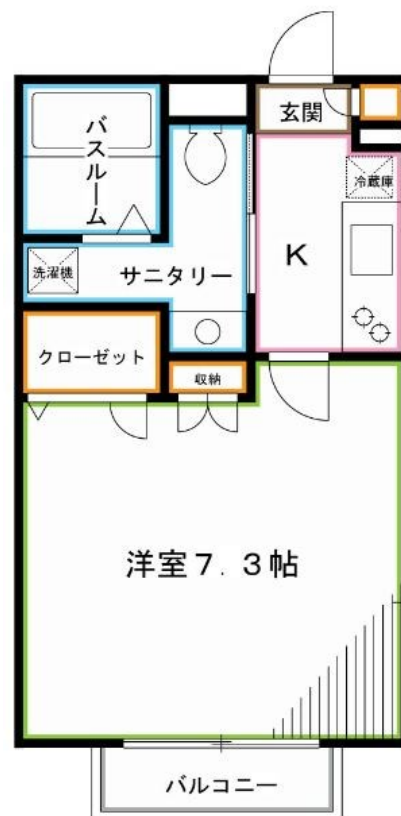 玄関
バスルーム
冷蔵庫
K
洗濯機
サニタリー
クローゼット
収納
洋室7.3帖
バルコニー